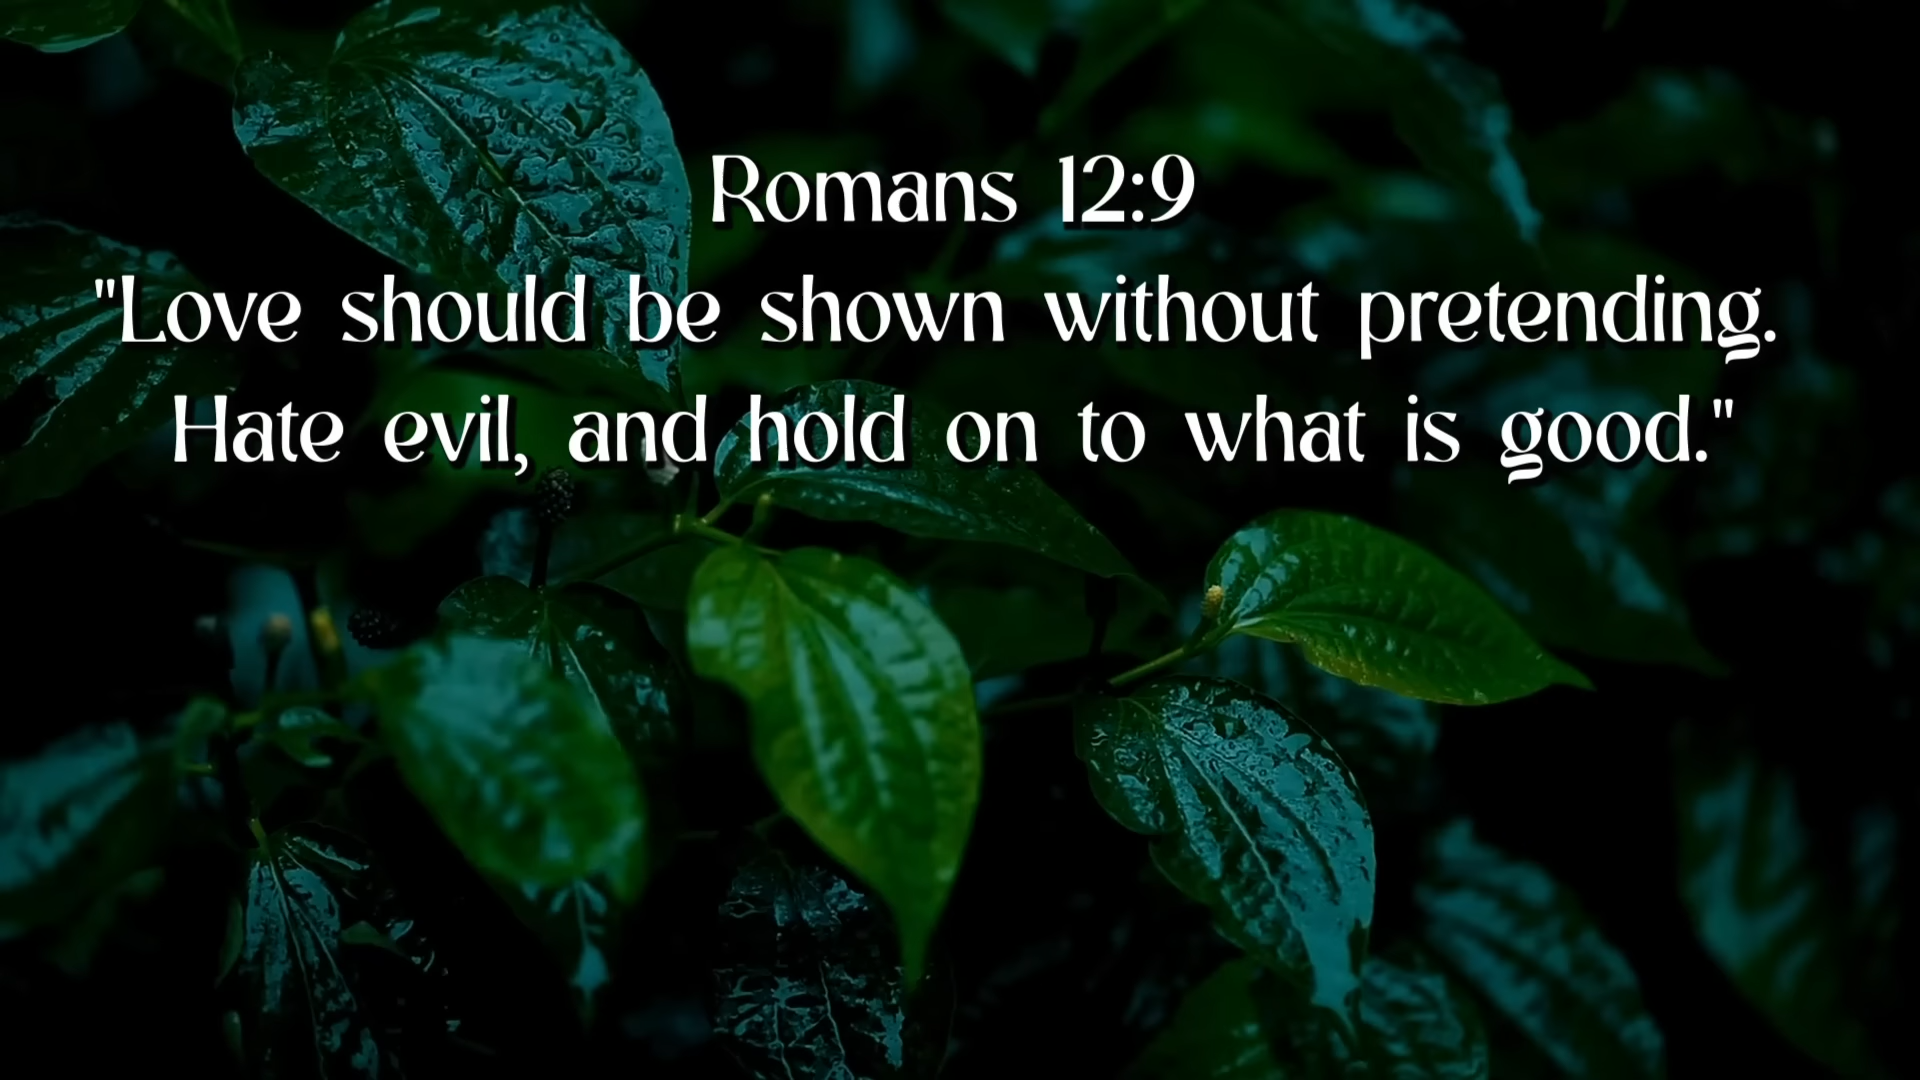 Romans 12:9
"Love should be shown without pretending.
Hate evil, and hold on to what is good."